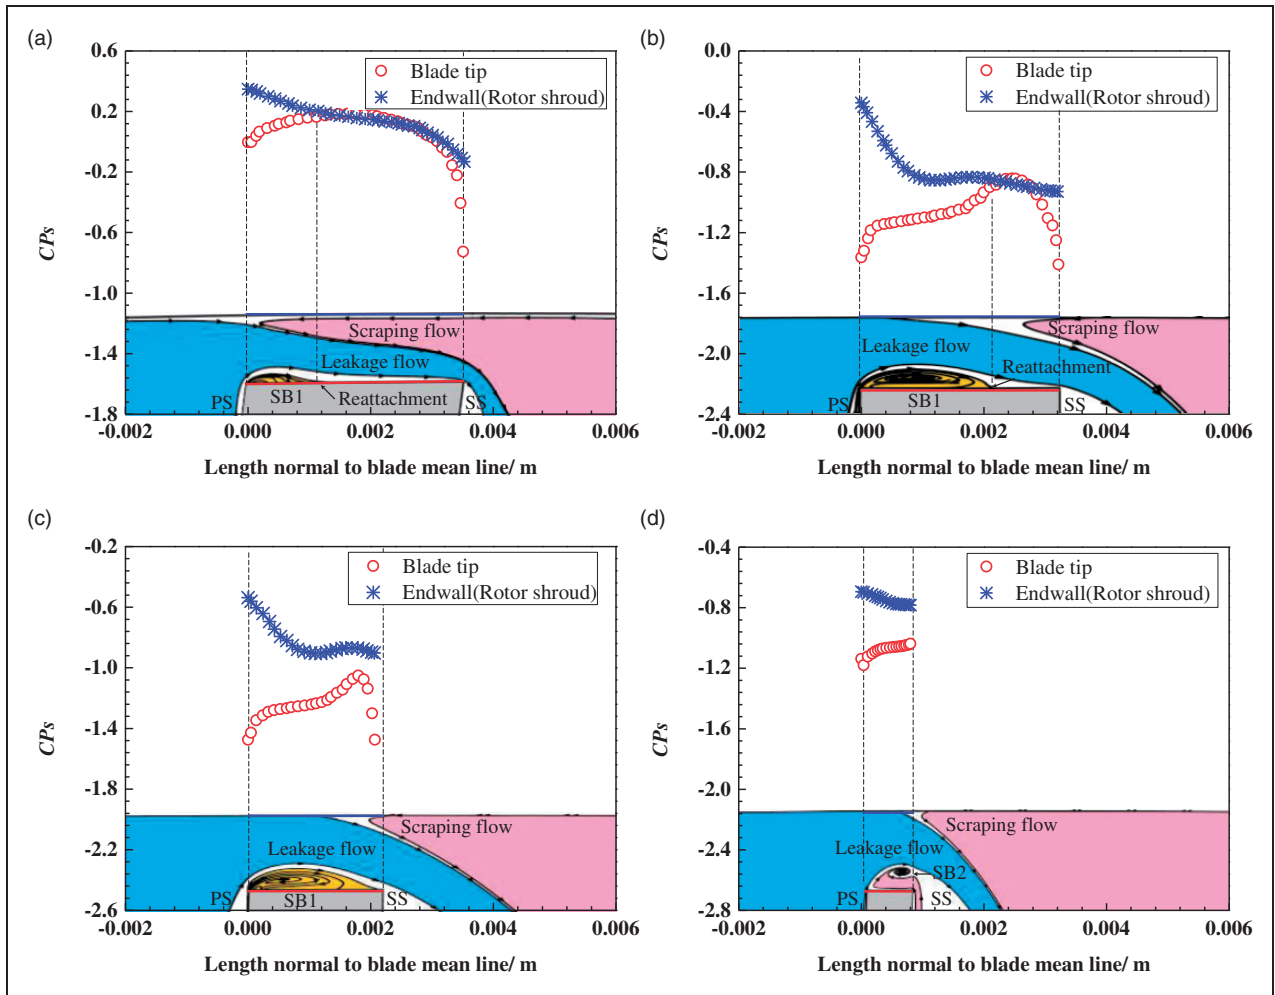 (a)
0.6
0.2
-0.2
-0.6
-1.0
-1.4
-1.8
CPs
Blade tip
Endwall(Rotor shroud)
Scraping flow
Leakage flow
PS
SB1
Reattachment
SS
-0.002 0.000 0.002 0.004 0.006
Length normal to blade mean line/ m
(b)
0.0
-0.4
-0.8
-1.2
-1.6
-2.0
-2.4
CPs
Blade tip
Endwall(Rotor shroud)
Scraping flow
Leakage flow
Reattachment
PS
SB1
SS
-0.002 0.000 0.002 0.004 0.006
Length normal to blade mean line/ m
(c)
-0.2
-0.6
-1.0
-1.4
-1.8
-2.2
-2.6
CPs
Blade tip
Endwall(Rotor shroud)
Scraping flow
Leakage flow
PS
SB1
SS
-0.002 0.000 0.002 0.004 0.006
Length normal to blade mean line/ m
(d)
-0.4
-0.8
-1.2
-1.6
-2.0
-2.4
-2.8
CPs
Blade tip
Endwall(Rotor shroud)
Scraping flow
Leakage flow
SB2
PS
SS
-0.002 0.000 0.002 0.004 0.006
Length normal to blade mean line/ m